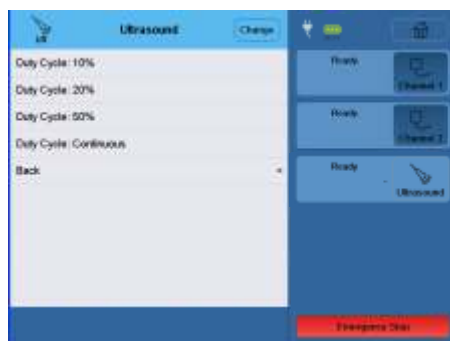 Ultrasound
Change
Duty Cycle: 10%
Duty Cycle: 20%
Duty Cycle: 50%
Duty Cycle: Continuous
Back
Ready
Channel 1
Ready
Channel 2
Ready
Ultrasound
Emergency Stop